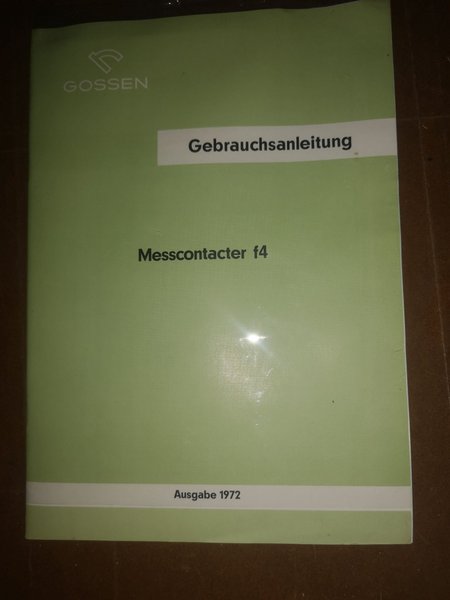 GOSSEN
Gebrauchsanleitung
Messcontacter f4
Ausgabe 1972